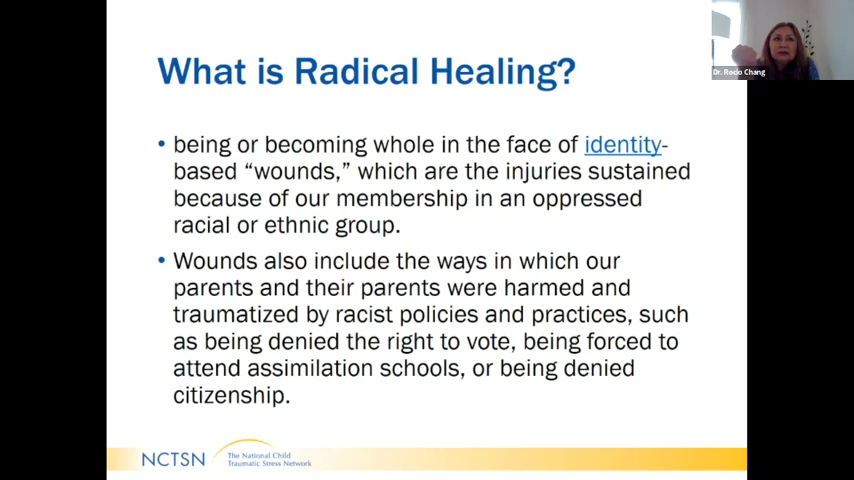 What is Radical Healing?
• being or becoming whole in the face of identity-
based “wounds,” which are the injuries sustained
because of our membership in an oppressed
racial or ethnic group.
• Wounds also include the ways in which our
parents and their parents were harmed and
traumatized by racist policies and practices, such
as being denied the right to vote, being forced to
attend assimilation schools, or being denied
citizenship.
NCTSN
The National Child
Traumatic Stress Network
Dr. Rocio Chang